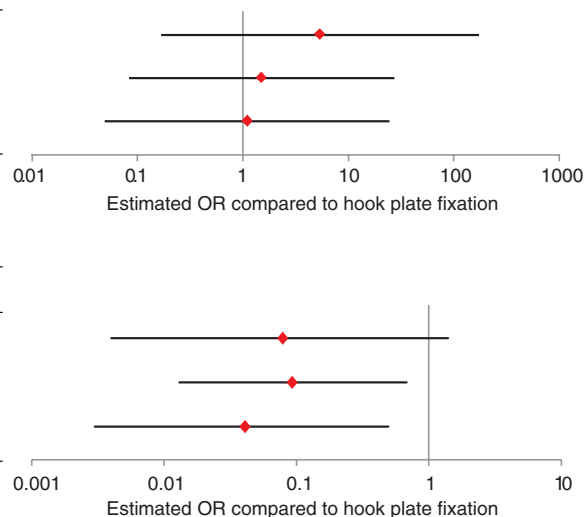 0.01 0.1 1 10 100 1000
Estimated OR compared to hook plate fixation
0.001 0.01 0.1 1 10
Estimated OR compared to hook plate fixation